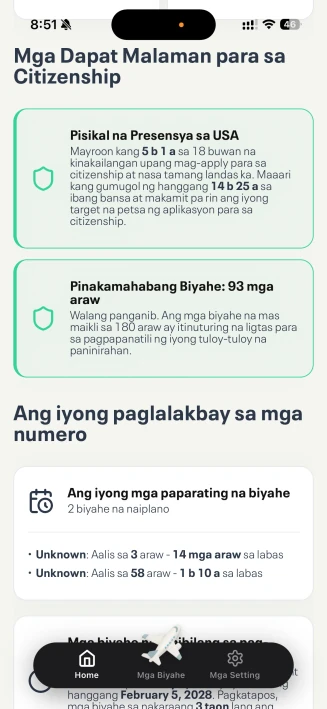 8:51
46
Mga Dapat Malaman para sa
Citizenship
Pisikal na Presensya sa USA
Mayroon kang 5 b 1 a sa 18 buwan na
kinakailangan upang mag-apply para sa
citizenship at nasa tamang landas ka. Maaari
kang gumugol ng hanggang 14 b 25 a sa
ibang bansa at makamit pa rin ang iyong
target na petsa ng aplikasyon para sa
citizenship.
Pinakamahabang Biyahe: 93 mga
araw
Walang panganib. Ang mga biyahe na mas
maikli sa 180 araw ay itinuturing na ligtas para
sa pagpapanatili ng iyong tuloy-tuloy na
paninirahan.
Ang iyong paglalakbay sa mga
numero
Ang iyong mga paparating na biyahe
2 biyahe na naiplano
• Unknown: Aalis sa 3 araw - 14 mga araw sa labas
• Unknown: Aalis sa 58 araw - 1 b 10 a sa labas
Mga biyahe
Home
Mga Biyahe
Mga Setting
hanggang February 5, 2028. Pagkatapos,
mga biyahe sa nakaraang 3 taon lang ang